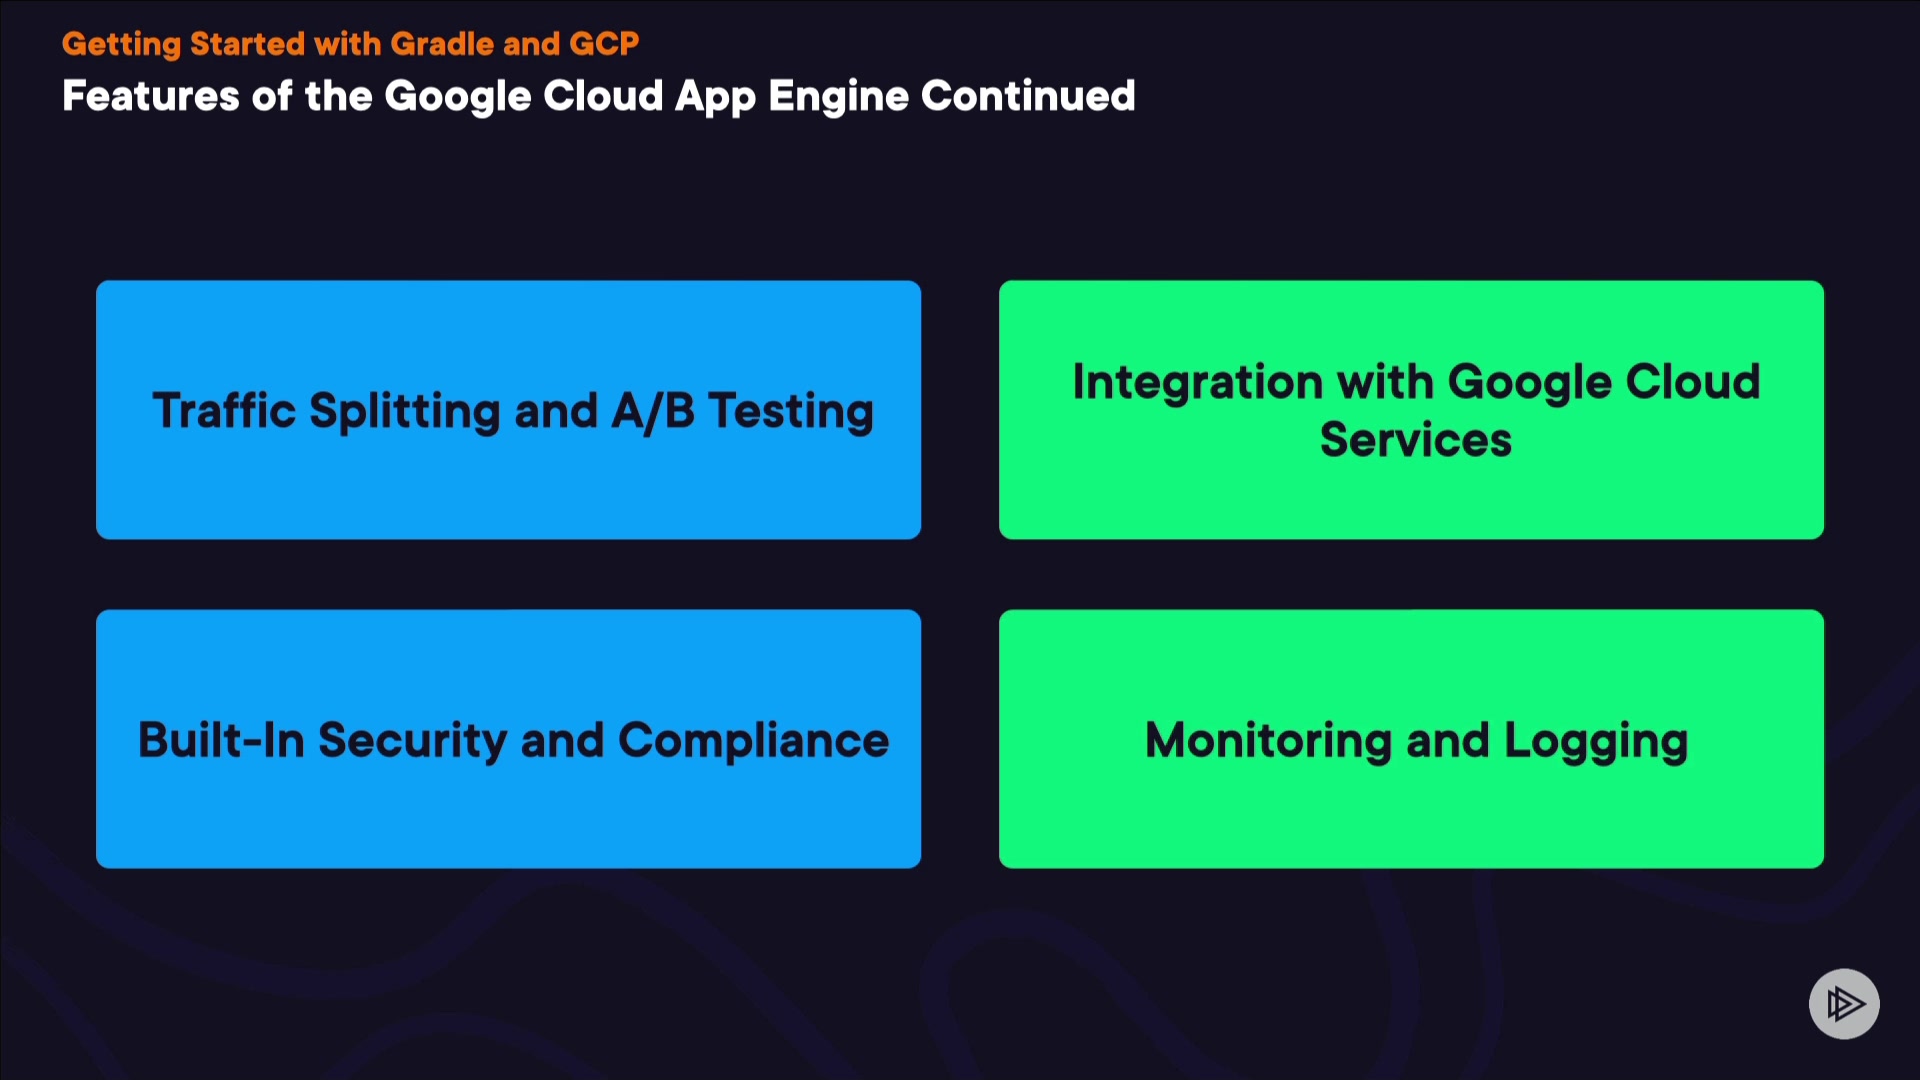 Getting Started with Gradle and GCP
Features of the Google Cloud App Engine Continued
Traffic Splitting and A/B Testing
Integration with Google Cloud
Services
Built-In Security and Compliance
Monitoring and Logging